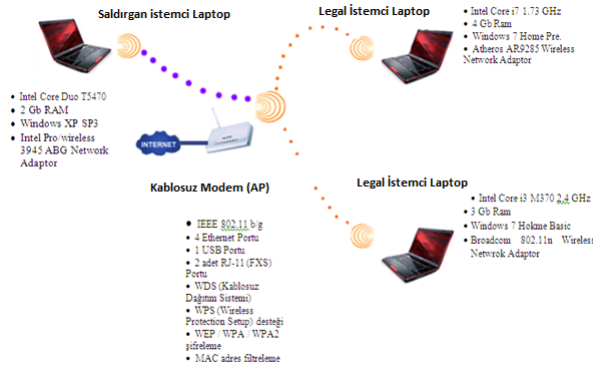 Saldırgan istemci Laptop
• Intel Core Duo T5470
• 2 Gb RAM
• Windows XP SP3
• Intel Pro/wireless
3945 ABG Network
Adaptor
Legal İstemci Laptop
• Intel Core i7 1.73 GHz
• 4 Gb Ram
• Windows 7 Home Pre.
• Atheros AR9285 Wireless
Network Adaptor
INTERNET
Kablosuz Modem (AP)
• IEEE 802.11 b/g
• 4 Ethernet Portu
• 1 USB Portu
• 2 adet RJ-11 (FXS)
Portu
• WDS (Kablosuz
Dağıtım Sistemi)
• WPS (Wireless
Protection Setup) desteği
• WEP / WPA / WPA2
şifreleme
• MAC adres filtreleme
Legal İstemci Laptop
• Intel Core i3 M370 2,4 GHz
• 3 Gb Ram
• Windows 7 Hokme Basic
• Broadcom 802.11n Wireless
Netwrok Adaptor